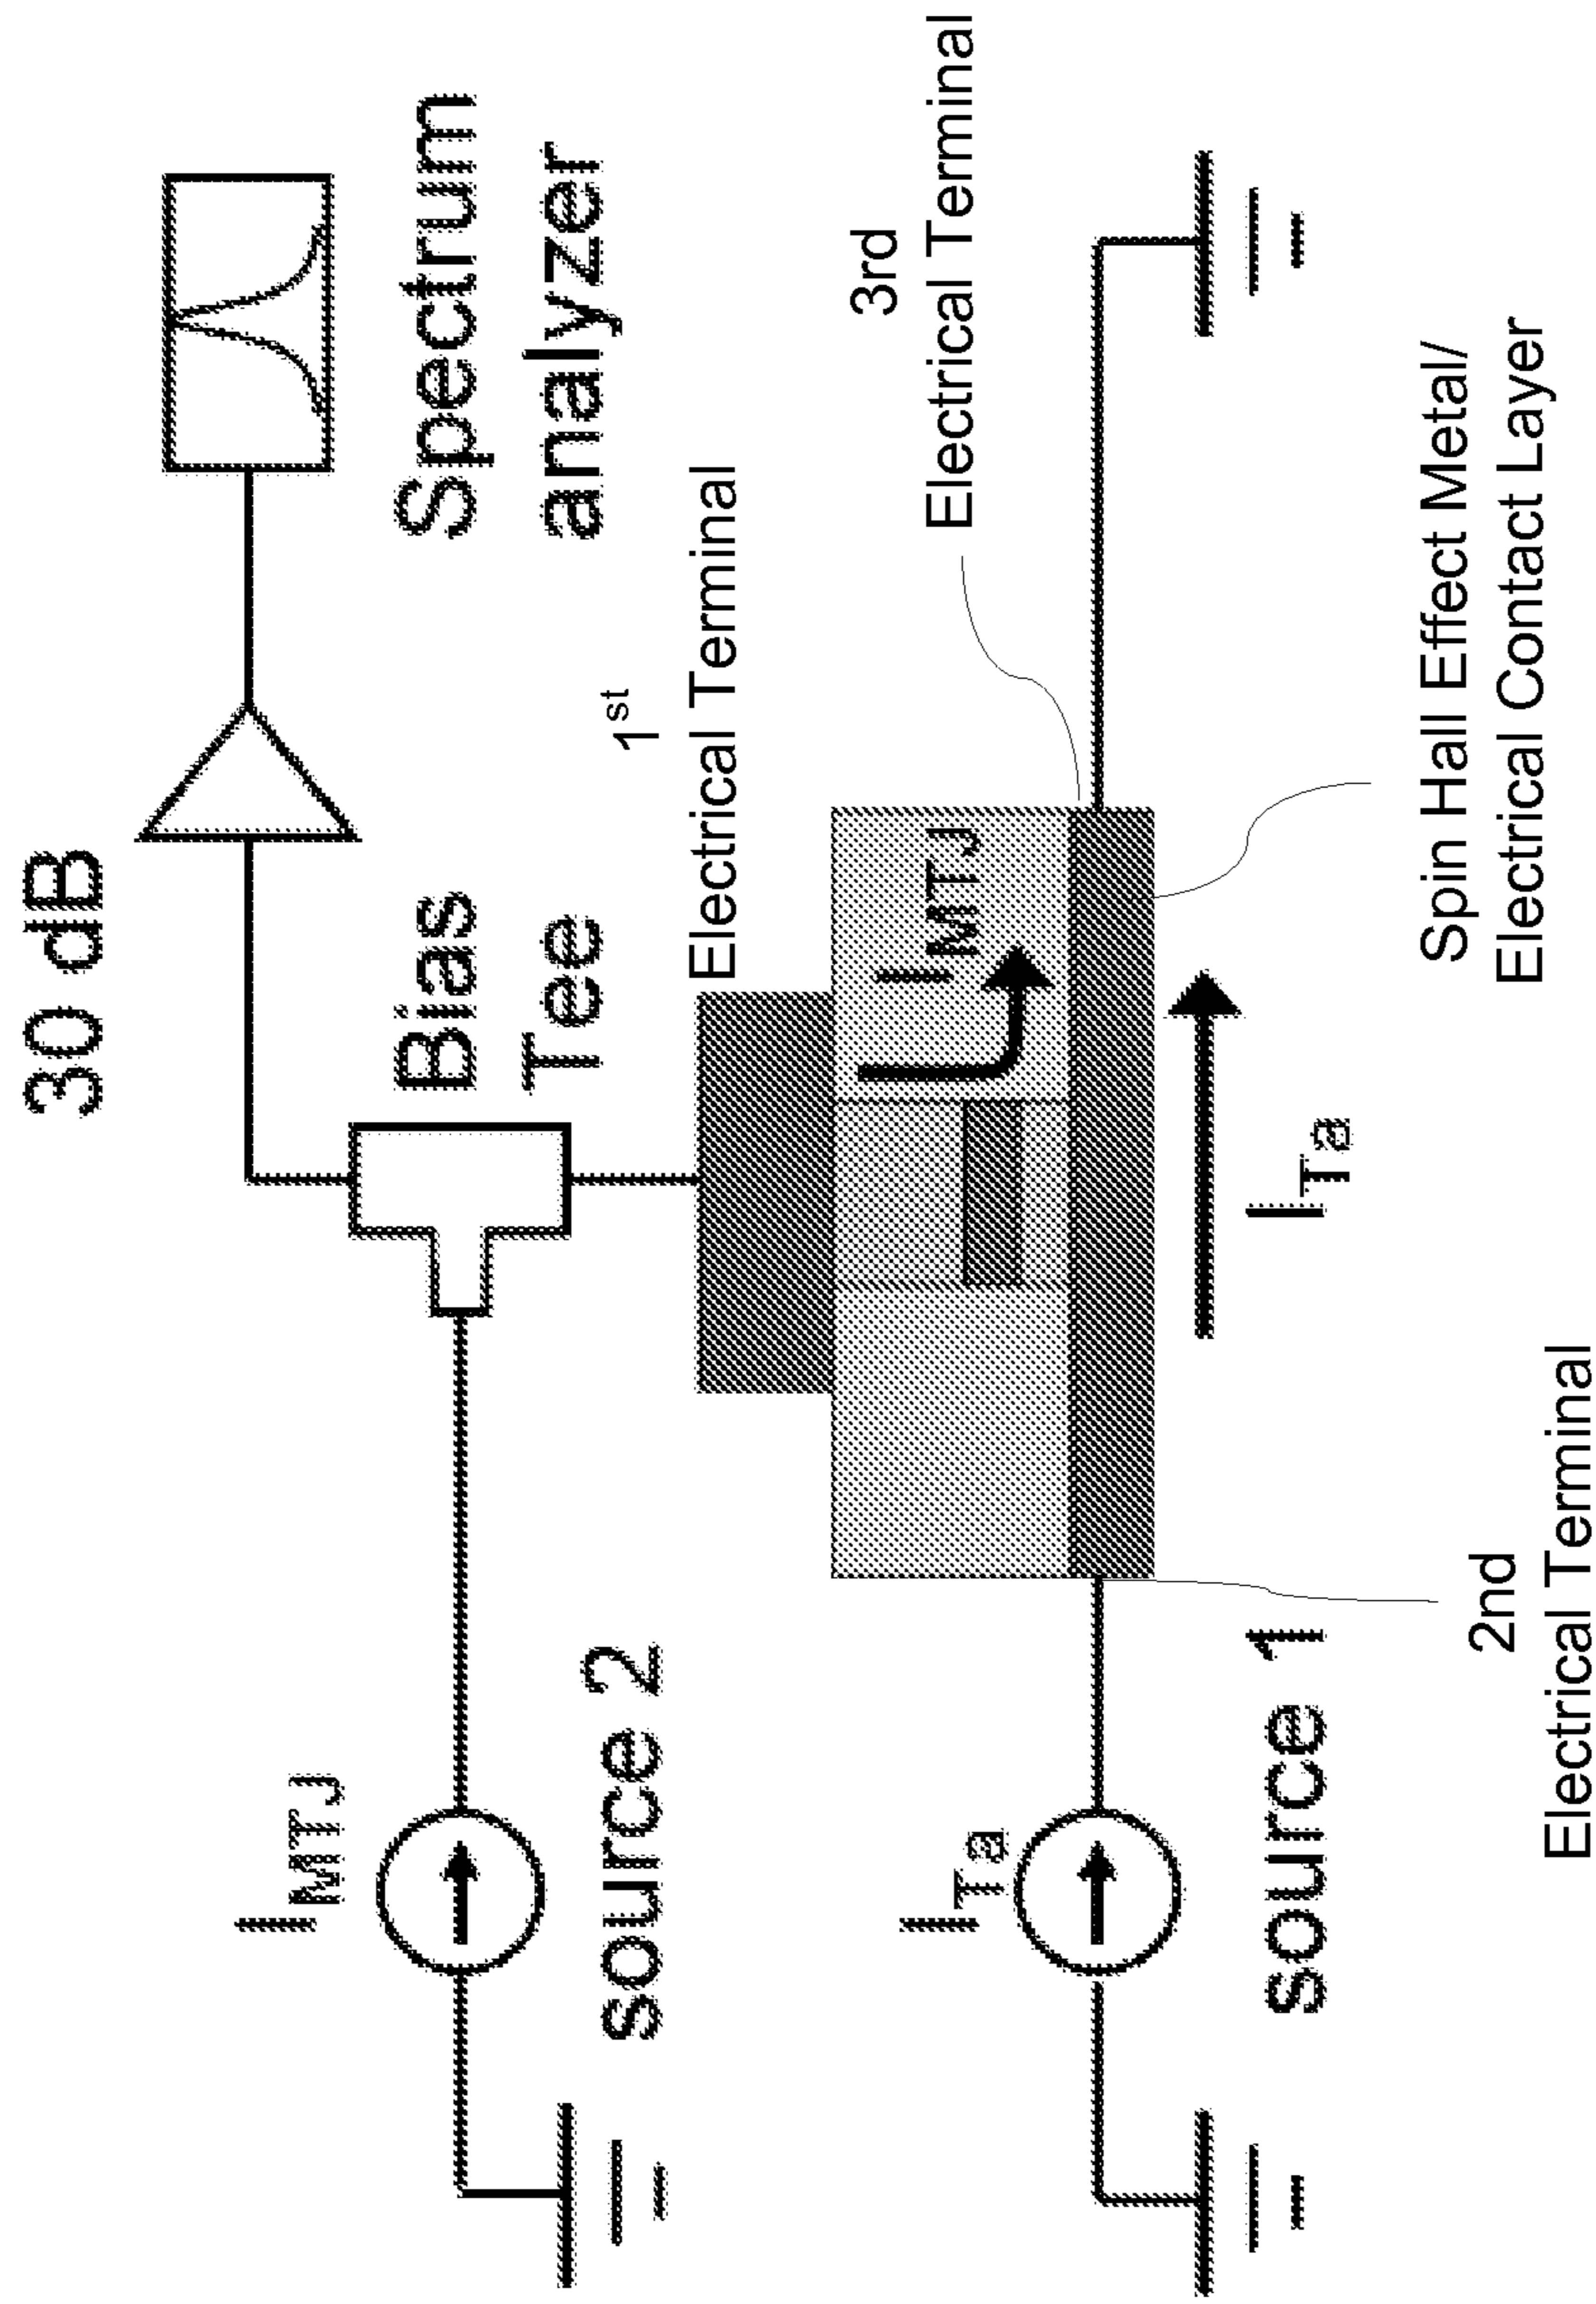 30 dB
Spectrum
analyzer
Bias
Tee
I_MTJ
source 2
1st
Electrical Terminal
3rd
Electrical Terminal
I_MTJ
I_Ta
source 1
I_Ta
2nd
Electrical Terminal
Spin Hall Effect Metal/
Electrical Contact Layer